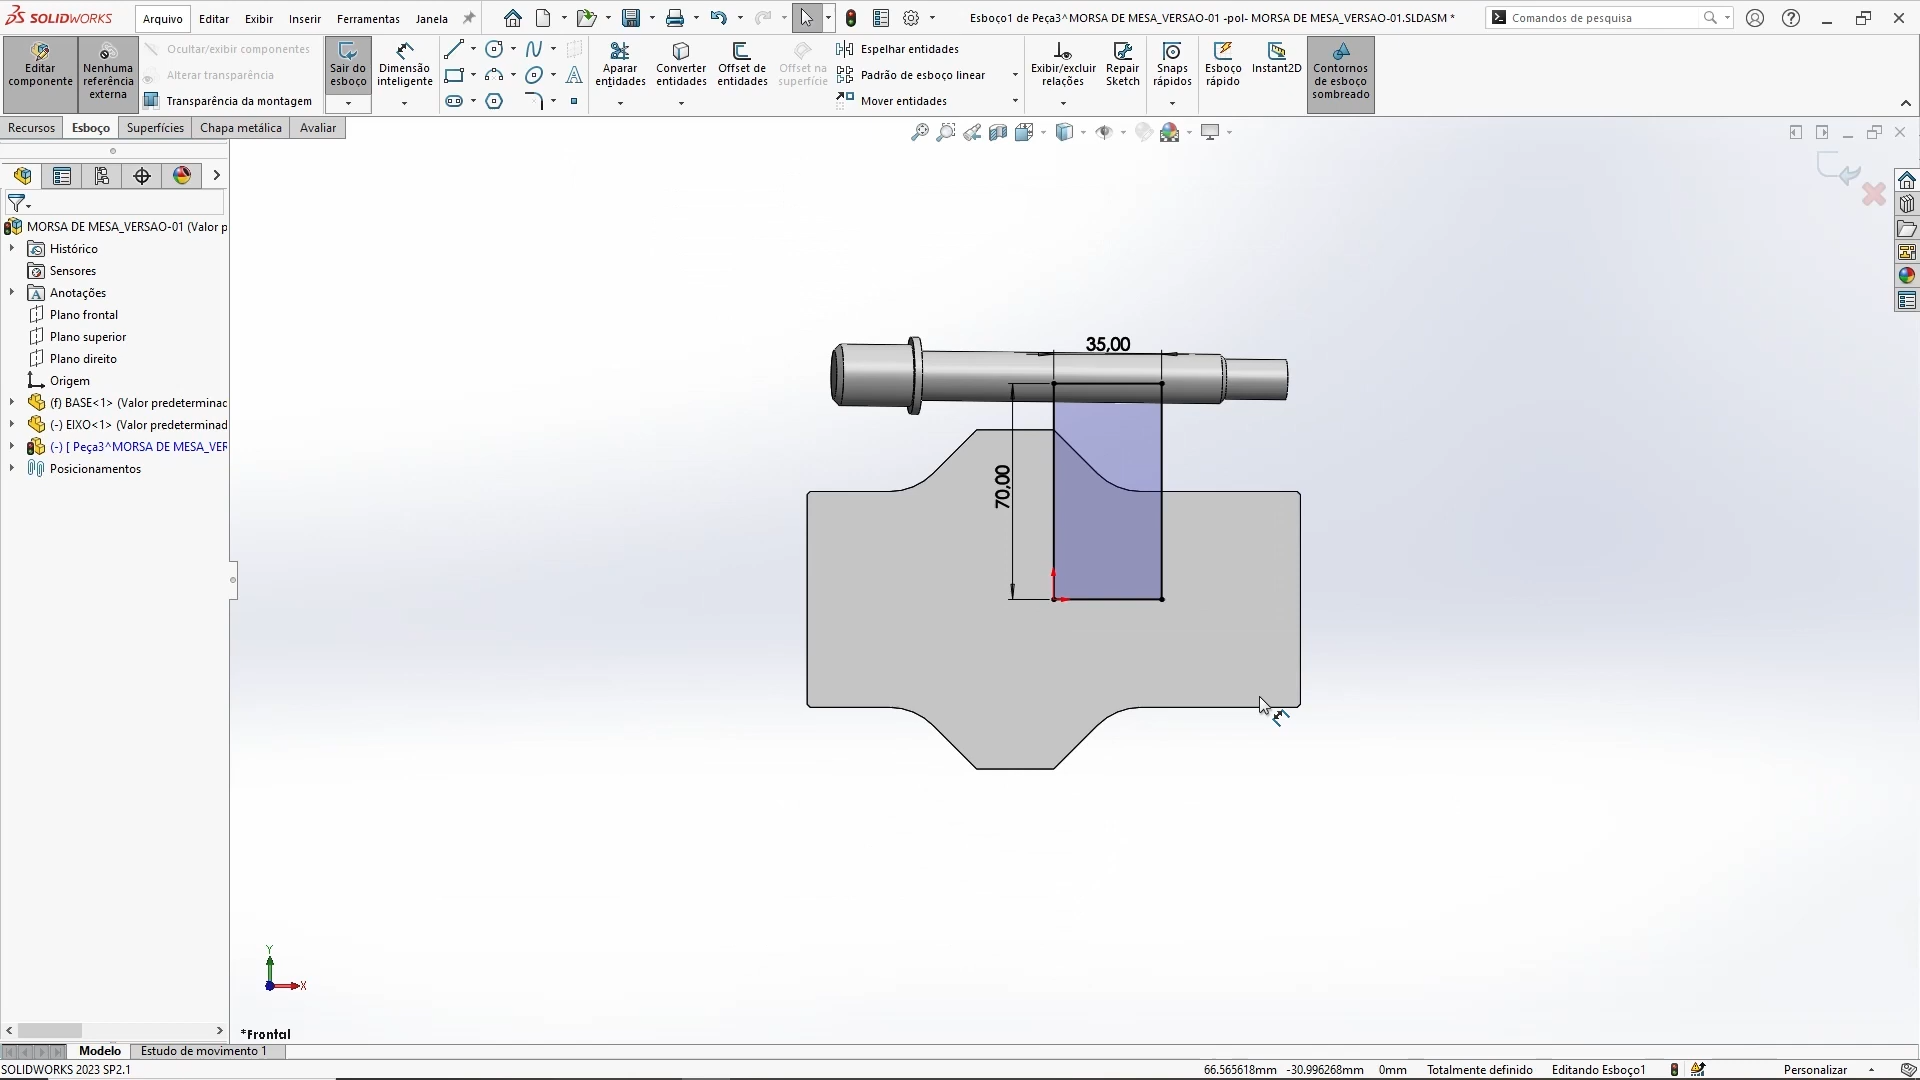 SOLIDWORKS
Arquivo
Editar
Exibir
Inserir
Ferramentas
Janela
Esboço1 de Peça3^MORSA DE MESA_VERSAO-01 -pol- MORSA DE MESA_VERSAO-01.SLDASM *
Comandos de pesquisa
Editar componente
Nenhuma referência externa
Ocultar/exibir componentes
Alterar transparência
Transparência da montagem
Sair do esboço
Dimensão inteligente
Aparar entidades
Converter entidades
Offset de entidades
Offset na superfície
Espelhar entidades
Padrão de esboço linear
Mover entidades
Exibir/excluir relações
Repair Sketch
Snaps rápidos
Esboço rápido
Instant2D
Contornos de esboço sombreado
Recursos
Esboço
Superfícies
Chapa metálica
Avaliar
MORSA DE MESA_VERSAO-01 (Valor p
Histórico
Sensores
Anotações
Plano frontal
Plano superior
Plano direito
Origem
(f) BASE<1> (Valor predeterminac
(-) EIXO<1> (Valor predeterminad
(-) [ Peça3^MORSA DE MESA_VER
Posicionamentos
35,00
70,00
Y
X
*Frontal
Modelo
Estudo de movimento 1
SOLIDWORKS 2023 SP2.1
66.565618mm
-30.996268mm
0mm
Totalmente definido
Editando Esboço1
Personalizar